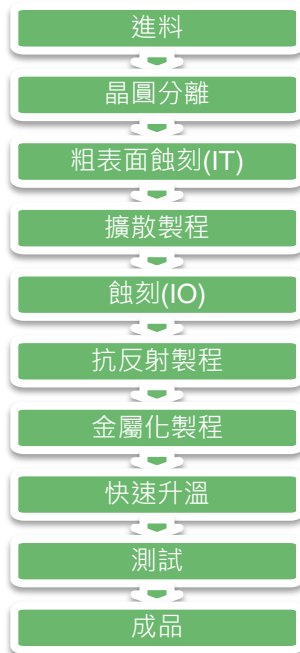 進料
晶圓分離
粗表面蝕刻(IT)
擴散製程
蝕刻(IO)
抗反射製程
金屬化製程
快速升溫
測試
成品